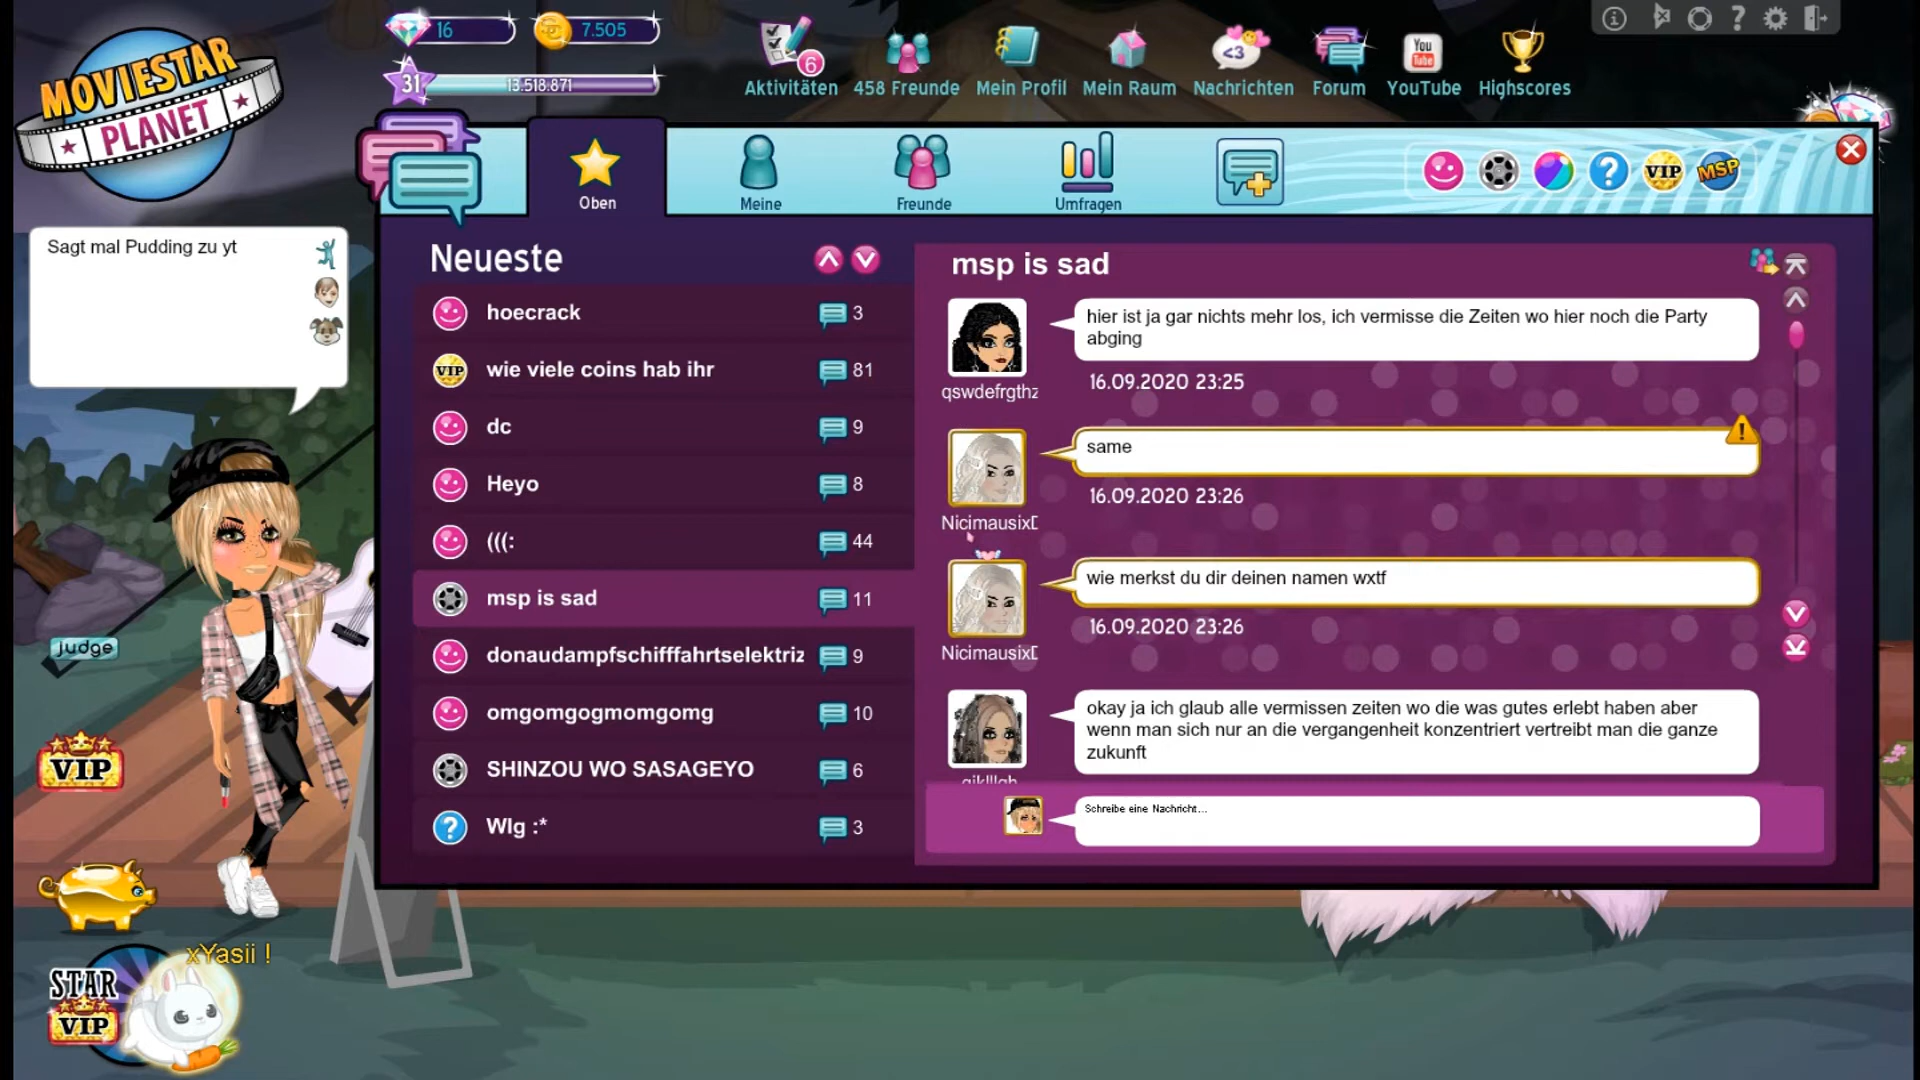 MOVIESTAR
PLANET
16
7.505
31
13.518.871
6
<3
You
Tube
Aktivitäten
458 Freunde
Mein Profil
Mein Raum
Nachrichten
Forum
YouTube
Highscores
Oben
Meine
Freunde
Umfragen
?
VIP
MSP
Sagt mal Pudding zu yt
judge
VIP
xYasii !
STAR
VIP
Neueste
hoecrack
3
VIP
wie viele coins hab ihr
81
dc
9
Heyo
8
(((:
44
msp is sad
11
donaudampfschifffahrtselektriz
9
omgomgogmomgomg
10
SHINZOU WO SASAGEYO
6
?
Wlg :*
3
msp is sad
hier ist ja gar nichts mehr los, ich vermisse die Zeiten wo hier noch die Party
abging
qswdefrgthz
16.09.2020 23:25
same
16.09.2020 23:26
Nicimausix
wie merkst du dir deinen namen wxtf
16.09.2020 23:26
Nicimausix
okay ja ich glaub alle vermissen zeiten wo die was gutes erlebt haben aber
wenn man sich nur an die vergangenheit konzentriert vertreibt man die ganze
zukunft
Schreibe eine Nachricht...